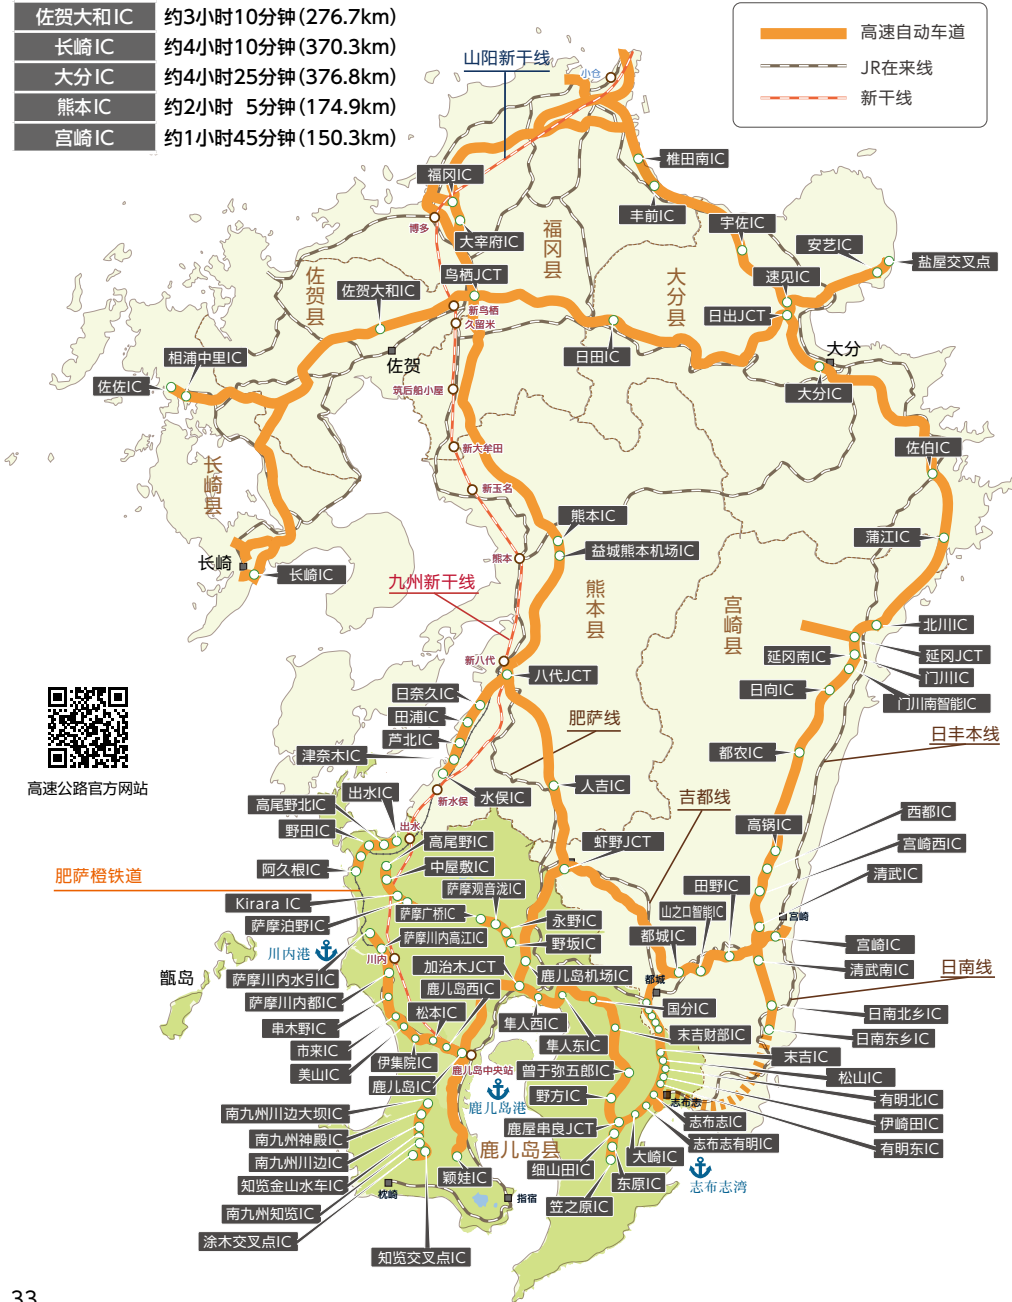 佐贺大和IC 约3小时10分钟(276.7km)
长崎IC 约4小时10分钟(370.3km)
大分IC 约4小时25分钟(376.8km)
熊本IC 约2小时 5分钟(174.9km)
宫崎IC 约1小时45分钟(150.3km)
高速自动车道
JR在来线
新干线
山阳新干线
小仓
椎田南IC
福冈IC
丰前IC
宇佐IC
博多
大宰府IC
福冈县
安艺IC
盐屋交叉点
佐贺县
佐贺大和IC
鸟栖JCT
大分县
速见IC
新鸟栖
久留米
日出JCT
大分
相浦中里IC
佐贺
日田IC
佐佐IC
筑后船小屋
大分IC
新大牟田
佐伯IC
长崎县
新玉名
熊本IC
蒲江IC
益城熊本机场IC
熊本
长崎
长崎IC
九州新干线
熊本县
宫崎县
北川IC
延冈JCT
延冈南IC
新八代
八代JCT
门川IC
日向IC
门川南智能IC
日奈久IC
田浦IC
肥萨线
芦北IC
日丰本线
津奈木IC
都农IC
高速公路官方网站
出水IC
人吉IC
新水俣
水俣IC
吉都线
高尾野北IC
西都IC
野田IC
出水
高尾野IC
虾野JCT
高锅IC
宫崎西IC
阿久根IC
中屋敷IC
肥萨橙铁道
清武IC
萨摩观音泷IC
田野IC
Kirara IC
萨摩广桥IC
永野IC
山之口智能IC
宫崎
萨摩泊野IC
萨摩川内高江IC
野坂IC
都城IC
宫崎IC
川内港
川内
加治木JCT
鹿儿岛机场IC
清武南IC
日南线
甑岛
萨摩川内水引IC
鹿儿岛西IC
都城
萨摩川内都IC
国分IC
日南北乡IC
串木野IC
松本IC
隼人西IC
末吉财部IC
日南东乡IC
市来IC
隼人东IC
末吉IC
美山IC
伊集院IC
鹿儿岛中央站
曾于弥五郎IC
松山IC
鹿儿岛IC
野方IC
志布志
有明北IC
鹿儿岛港
南九州川边大坝IC
鹿屋串良JCT
志布志IC
伊崎田IC
南九州神殿IC
鹿儿岛县
志布志有明IC
有明东IC
南九州川边IC
大崎IC
细山田IC
知览金山水车IC
颖娃IC
东原IC
志布志湾
枕崎
指宿
笠之原IC
南九州知览IC
涂木交叉点IC
知览交叉点IC
33